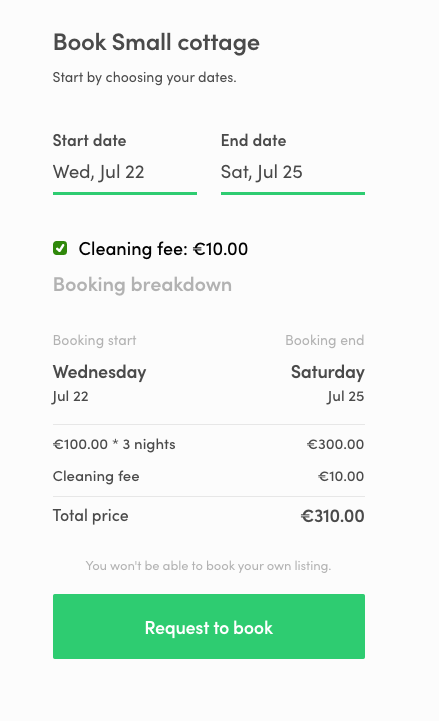 Book Small cottage
Start by choosing your dates.
Start date End date
Wed, Jul 22 Sat, Jul 25
Cleaning fee: €10.00
Booking breakdown
Booking start Booking end
Wednesday Saturday
Jul 22 Jul 25
€100.00 * 3 nights €300.00
Cleaning fee €10.00
Total price €310.00
You won't be able to book your own listing.
Request to book